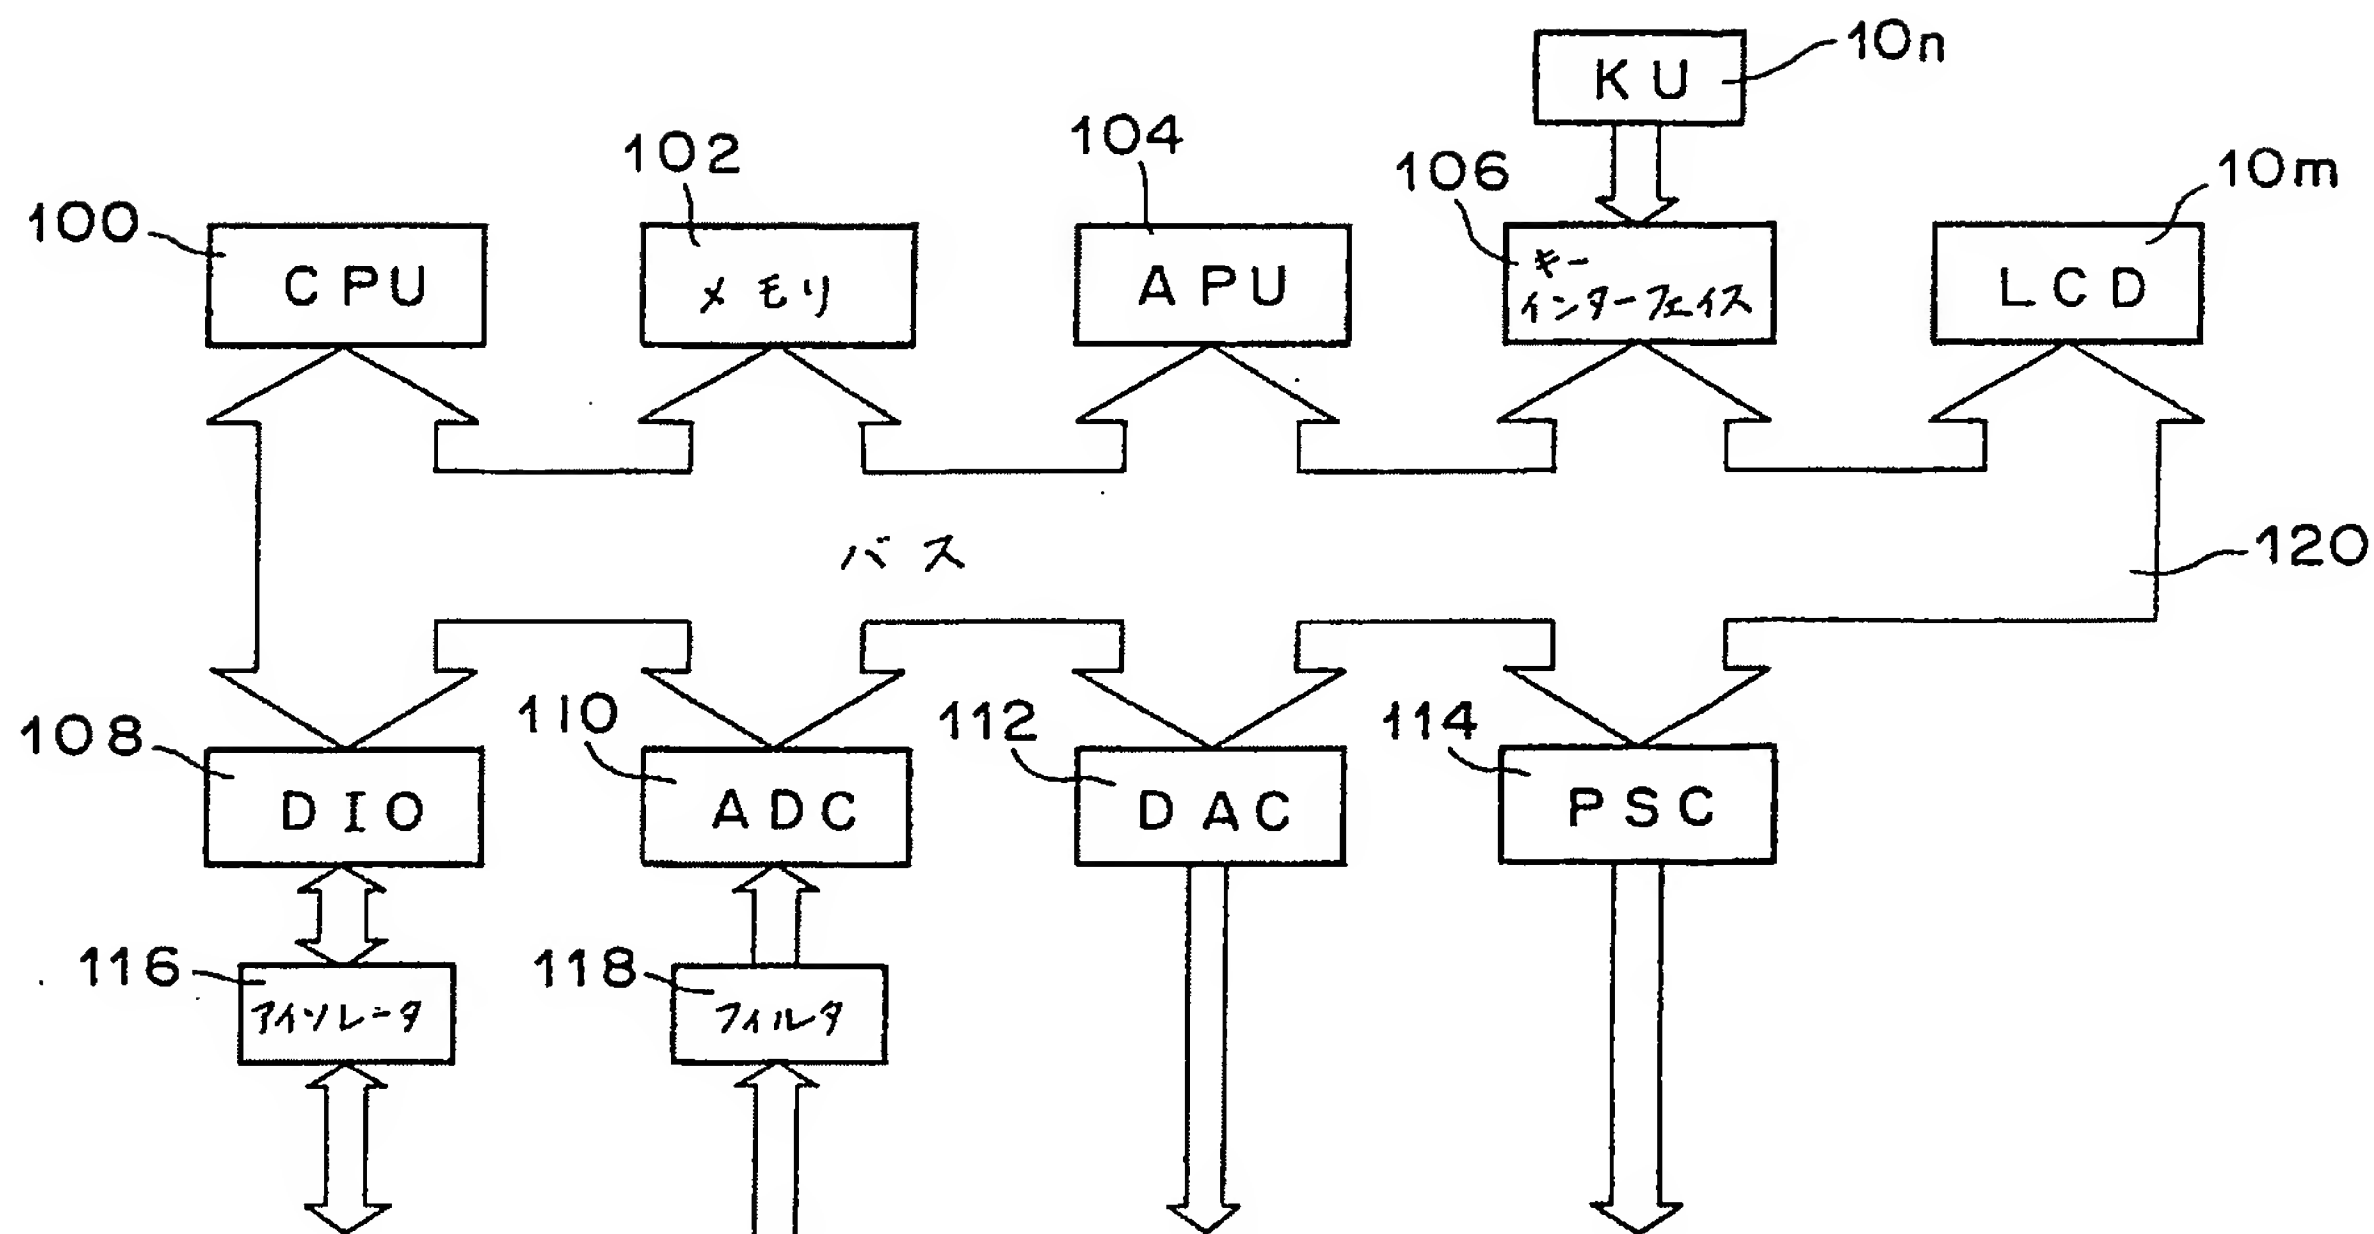 KU
10n
100
102
104
106
10m
CPU
メモリ
APU
キー
インターフェイス
LCD
バス
120
108
110
112
114
DIO
ADC
DAC
PSC
116
118
アイソレータ
フィルタ